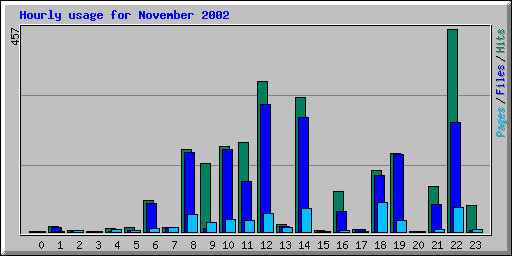 Hourly usage for November 2002
457
Pages / Files / Hits
0 1 2 3 4 5 6 7 8 9 10 11 12 13 14 15 16 17 18 19 20 21 22 23